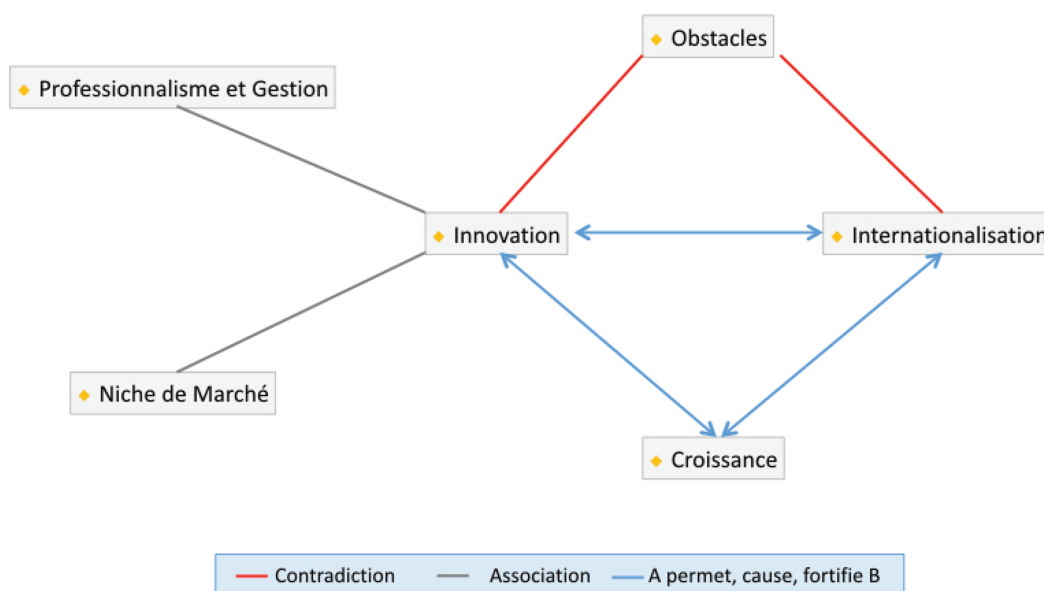 Obstacles
Professionnalisme et Gestion
Innovation
Internationalisation
Niche de Marché
Croissance
Contradiction Association A permet, cause, fortifie B